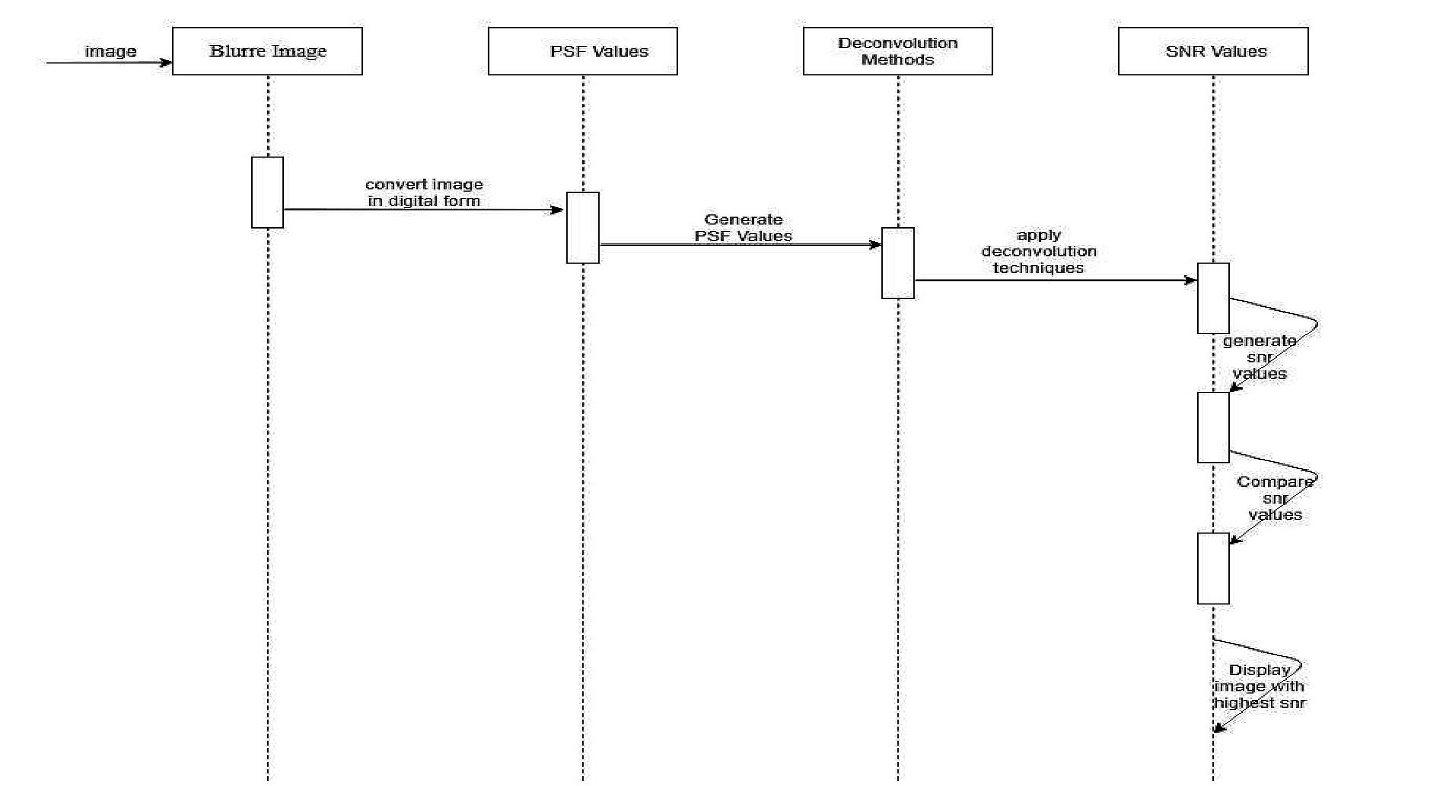 image
Blurre Image
PSF Values
Deconvolution
Methods
SNR Values
convert image
in digital form
Generate
PSF Values
apply
deconvolution
techniques
generate
snr
values
Compare
snr
values
Display
image with
highest snr